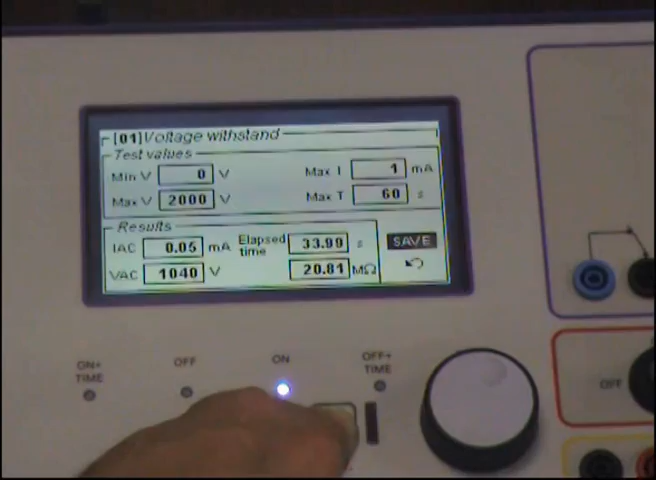 [01] Voltage withstand
Test values
Min V 0 V Max I 1 mA
Max V 2000 V Max T 60 s
Results
IAC 0.05 mA Elapsed time 33.99 s SAVE
VAC 1040 V 20.81 MΩ
ON+ TIME OFF ON OFF+ TIME
OFF